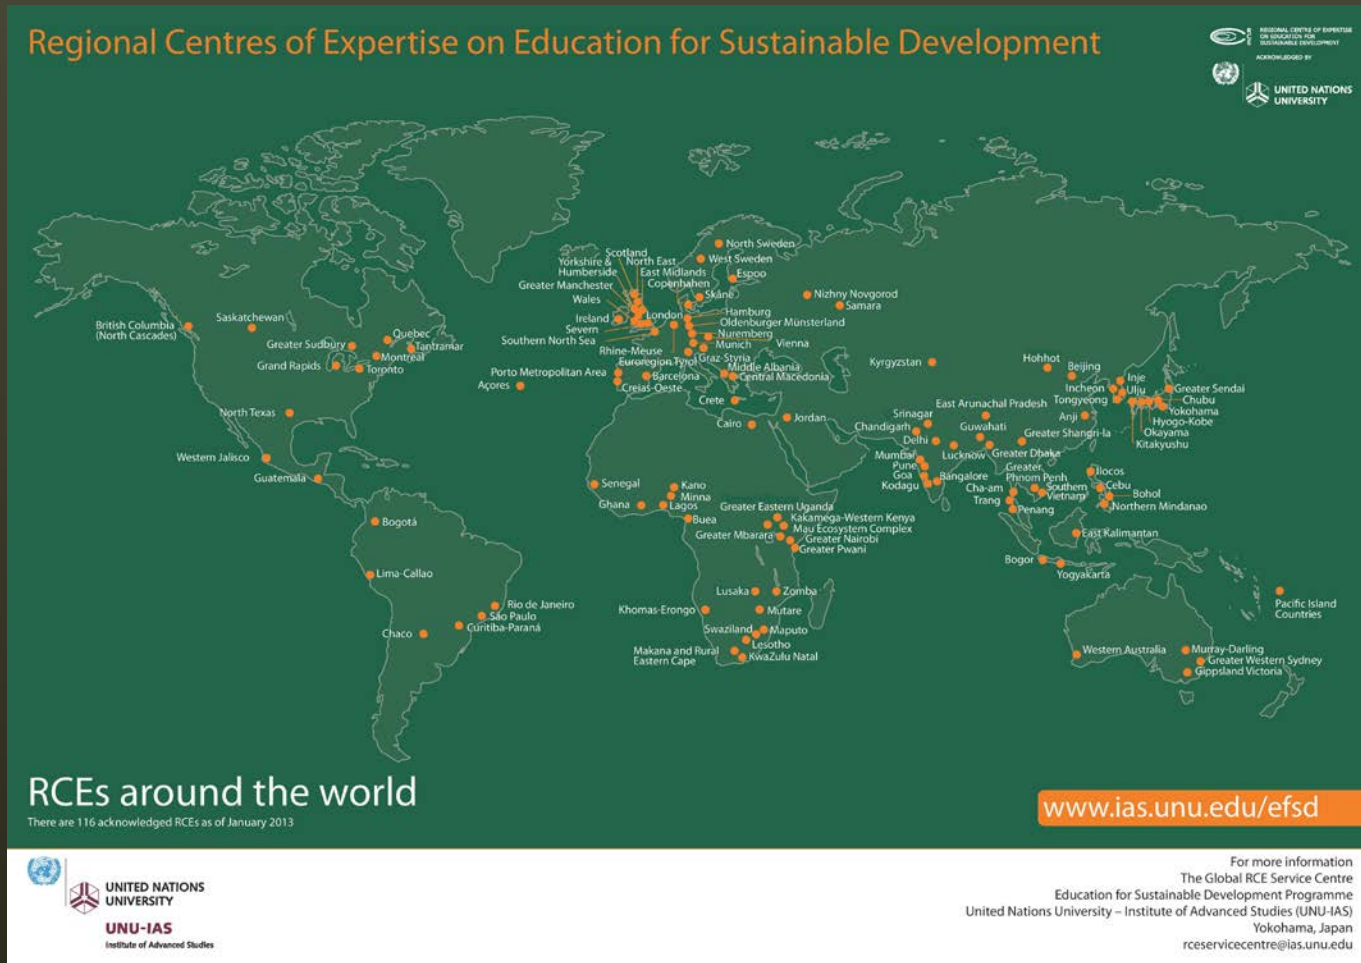 Regional Centres of Expertise on Education for Sustainable Development
REGIONAL CENTRE OF EXPERTISE
ON EDUCATION FOR
SUSTAINABLE DEVELOPMENT
ACKNOWLEDGED BY
UNITED NATIONS
UNIVERSITY
British Columbia
(North Cascades)
Saskatchewan
Greater Sudbury
Grand Rapids
Quebec
Tantramar
Montreal
Toronto
North Texas
Western Jalisco
Guatemala
Bogotá
Lima-Callao
Rio de Janeiro
São Paulo
Curitiba-Paraná
Chaco
Scotland
Yorkshire &
Humberside
North East
East Midlands
Greater Manchester
Copenhahen
Wales
Ireland
London
Severn
Southern North Sea
North Sweden
West Sweden
Espoo
Skåne
Hamburg
Oldenburger Münsterland
Nuremberg
Munich
Vienna
Rhine-Meuse
Euroregion Tyrol
Graz-Styria
Porto Metropolitan Area
Açores
Creias-Oeste
Barcelona
Middle Albania
Central Macedonia
Crete
Nizhny Novgorod
Samara
Cairo
Jordan
Senegal
Ghana
Kano
Minna
Lagos
Buea
Greater Eastern Uganda
Kakamega-Western Kenya
Mau Ecosystem Complex
Greater Mbarara
Greater Nairobi
Greater Pwani
Lusaka
Zomba
Khomas-Erongo
Mutare
Swaziland
Maputo
Lesotho
Makana and Rural
Eastern Cape
KwaZulu Natal
Kyrgyzstan
Hohhot
Beijing
Inje
Incheon
Ulju
Tongyeong
Anji
Greater Sendai
Chubu
Yokohama
Hyogo-Kobe
Okayama
Kitakyushu
East Arunachal Pradesh
Srinagar
Chandigarh
Guwahati
Delhi
Greater Shangri-la
Lucknow
Greater Dhaka
Mumbai
Pune
Goa
Kodagu
Bangalore
Greater
Phnom Penh
Cha-am
Southern
Vietnam
Trang
Penang
Ilocos
Cebu
Bohol
Northern Mindanao
East Kalimantan
Bogor
Yogyakarta
Pacific Island
Countries
Western Australia
Murray-Darling
Greater Western Sydney
Gippsland Victoria
RCEs around the world
There are 116 acknowledged RCEs as of January 2013
www.ias.unu.edu/efsd
UNITED NATIONS
UNIVERSITY
UNU-IAS
Institute of Advanced Studies
For more information
The Global RCE Service Centre
Education for Sustainable Development Programme
United Nations University – Institute of Advanced Studies (UNU-IAS)
Yokohama, Japan
rceservicecentre@ias.unu.edu